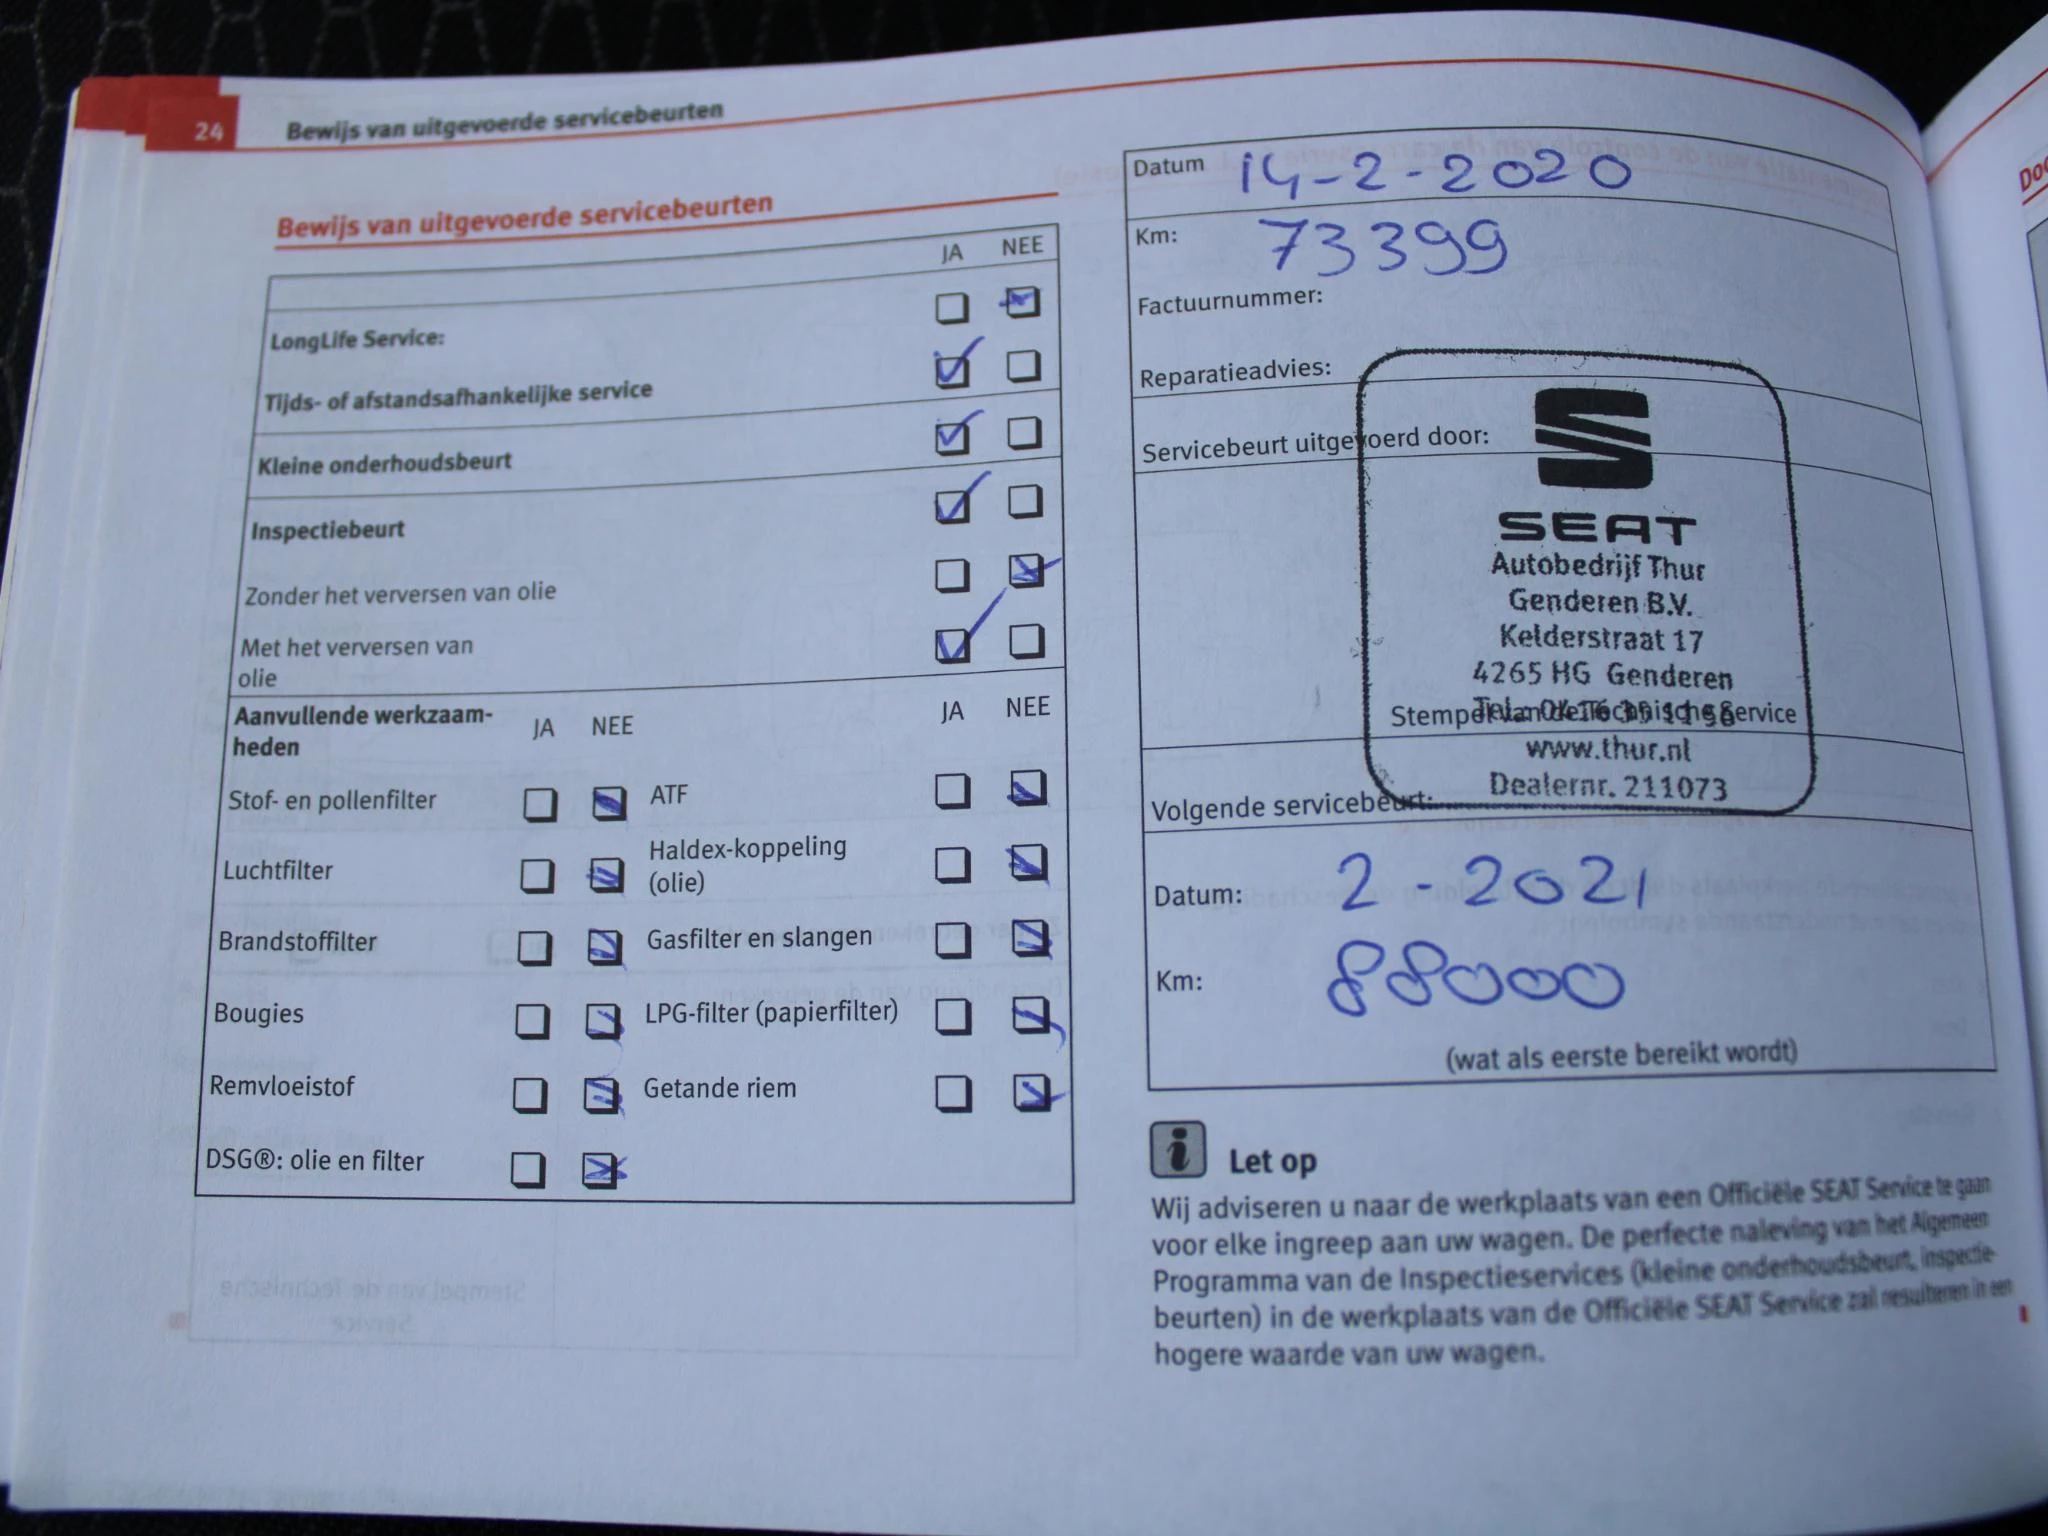 24 Bewijs van uitgevoerde servicebeurten
Bewijs van uitgevoerde servicebeurten
JA NEE
LongLife Service:
Tijds- of afstandsafhankelijke service
Kleine onderhoudsbeurt
Inspectiebeurt
Zonder het verversen van olie
Met het verversen van
olie
Aanvullende werkzaam-
heden
JA NEE JA NEE
Stof- en pollenfilter ATF
Luchtfilter Haldex-koppeling
(olie)
Brandstoffilter Gasfilter en slangen
Bougies LPG-filter (papierfilter)
Remvloeistof Getande riem
DSG®: olie en filter
Datum 14-2-2020
Km: 73399
Factuurnummer:
Reparatieadvies:
Servicebeurt uitgevoerd door:
SEAT
Autobedrijf Thur
Genderen B.V.
Kelderstraat 17
4265 HG Genderen
Stempel van de Technische Service
www.thur.nl
Dealernr. 211073
Volgende servicebeurt:
Datum: 2-2021
Km: 88000
(wat als eerste bereikt wordt)
i Let op
Wij adviseren u naar de werkplaats van een Officiële SEAT Service te gaan
voor elke ingreep aan uw wagen. De perfecte naleving van het Algemeen
Programma van de Inspectieservices (kleine onderhoudsbeurt, inspectie-
beurten) in de werkplaats van de Officiële SEAT Service zal resulteren in een
hogere waarde van uw wagen.
Doc